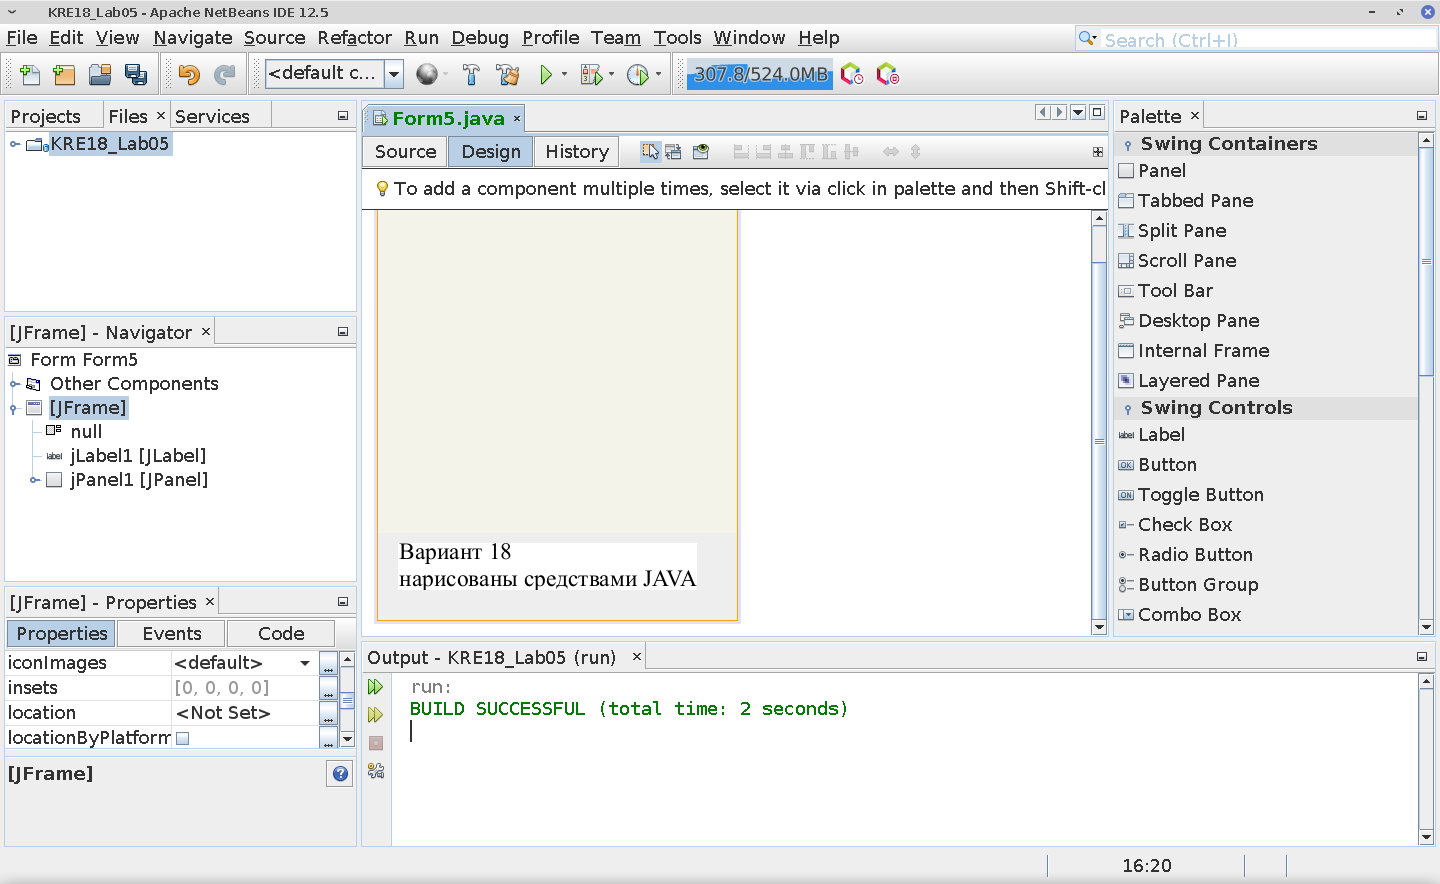 KRE18_Lab05 - Apache NetBeans IDE 12.5
File Edit View Navigate Source Refactor Run Debug Profile Team Tools Window Help
Search (Ctrl+I)
<default c...
307.8/524.0MB
Projects Files Services
KRE18_Lab05
[JFrame] - Navigator
Form Form5
Other Components
[JFrame]
null
label jLabel1 [JLabel]
jPanel1 [JPanel]
[JFrame] - Properties
Properties Events Code
iconImages <default> ...
insets [0, 0, 0, 0] ...
location <Not Set> ...
locationByPlatform ...
[JFrame]
Form5.java
Source Design History
To add a component multiple times, select it via click in palette and then Shift-cl
Вариант 18
нарисованы средствами JAVA
Output - KRE18_Lab05 (run)
run:
BUILD SUCCESSFUL (total time: 2 seconds)
Palette
Swing Containers
Panel
Tabbed Pane
Split Pane
Scroll Pane
Tool Bar
Desktop Pane
Internal Frame
Layered Pane
Swing Controls
label Label
OK Button
ON Toggle Button
Check Box
Radio Button
Button Group
Combo Box
16:20